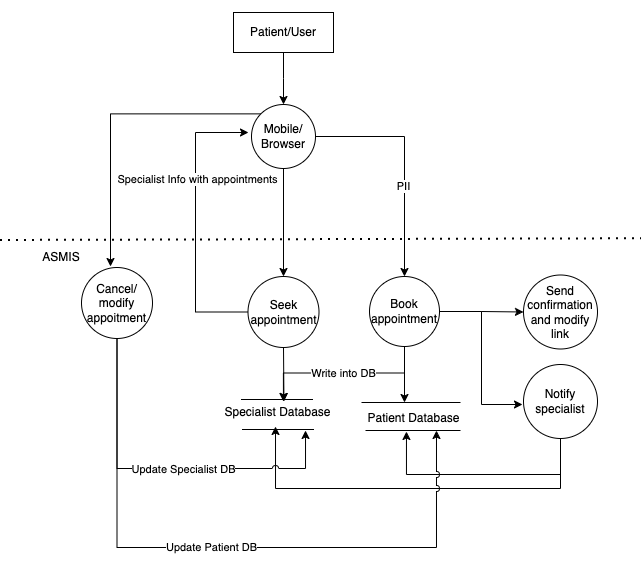 Patient/User
Mobile/
Browser
Specialist Info with appointments
PII
ASMIS
Cancel/
modify
appoitment
Seek
appointment
Book
appointment
Send
confirmation
and modify
link
Write into DB
Notify
specialist
Specialist Database
Patient Database
Update Specialist DB
Update Patient DB